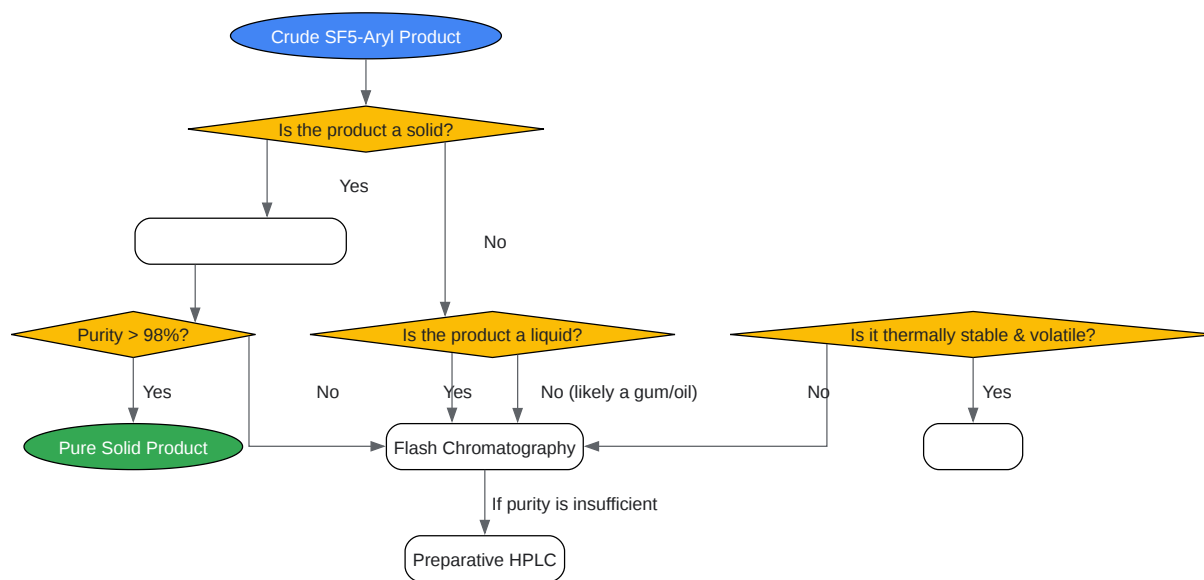 Crude SF5-Aryl Product
Is the product a solid?
Yes
No
Purity > 98%?
Is the product a liquid?
Is it thermally stable & volatile?
Yes
No
Yes
No (likely a gum/oil)
No
Yes
Pure Solid Product
Flash Chromatography
If purity is insufficient
Preparative HPLC